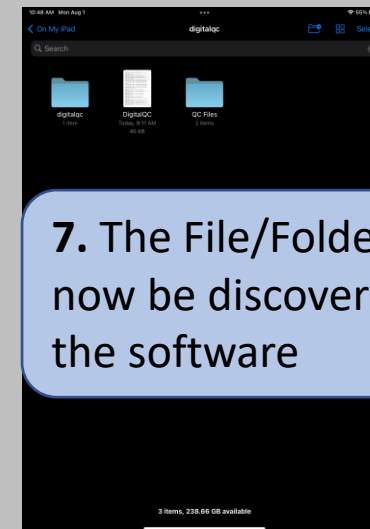 10:48 AM Mon Aug 1
55%
On My iPad
digitalqc
Search
digitalqc
1 item
DigitalQC
Today, 9:11 AM
40 KB
QC Files
2 items
7. The File/Folde
now be discover
the software
3 items, 238.66 GB available